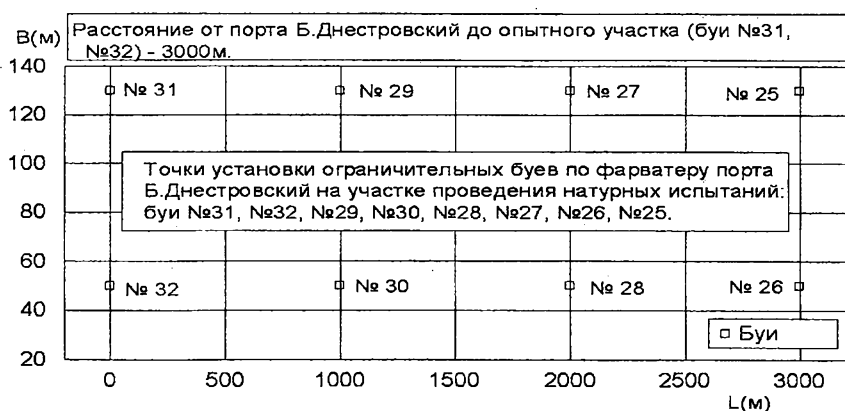 В(м)
Расстояние от порта Б.Днестровский до опытного участка (буи №31,
№32) - 3000м.
140
120
100
80
60
40
20
№ 31
№ 29
№ 27
№ 25
Точки установки ограничительных буев по фарватеру порта
Б.Днестровский на участке проведения натурных испытаний:
буи №31, №32, №29, №30, №28, №27, №26, №25.
№ 32
№ 30
№ 28
№ 26
Буи
0 500 1000 1500 2000 2500 3000
L(м)